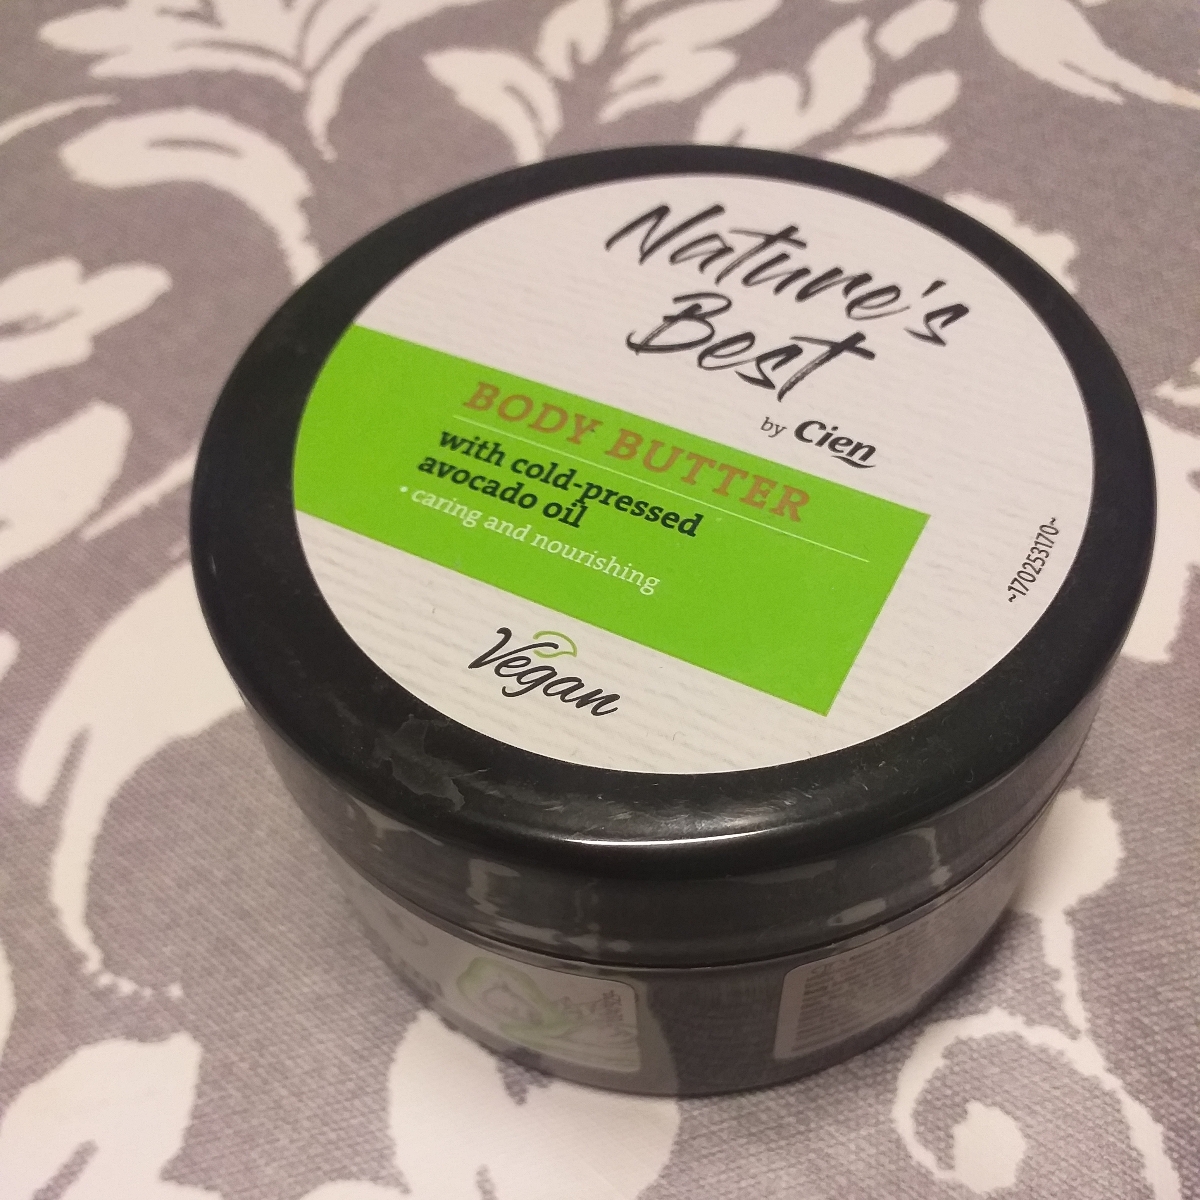 Nature's
Best
by Cien
BODY BUTTER
with cold-pressed
avocado oil
• caring and nourishing
Vegan
~170253170~